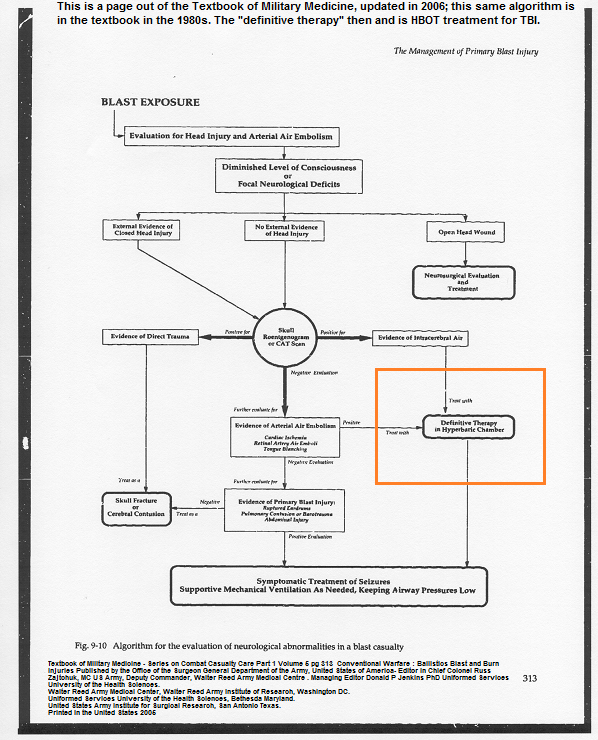 This is a page out of the Textbook of Military Medicine, updated in 2006; this same algorithm is
in the textbook in the 1980s. The "definitive therapy" then and is HBOT treatment for TBI.
The Management of Primary Blast Injury
BLAST EXPOSURE
Evaluation for Head Injury and Arterial Air Embolism
Diminished Level of Consciousness
or
Focal Neurological Deficits
External Evidence of
Closed Head Injury
No External Evidence
of Head Injury
Open Head Wound
Neurosurgical Evaluation
and
Treatment
Skull
Roentgenogram
or CAT Scan
Positive for
Positive for
Evidence of Direct Trauma
Evidence of Intracerebral Air
Negative Evaluation
Treat with
Further evaluate for
Evidence of Arterial Air Embolism
Cardiac Ischemia
Retinal Artery Air Emboli
Tongue Blanching
Positive
Treat with
Definitive Therapy
in Hyperbaric Chamber
Negative Evaluation
Treat as a
Further evaluate for
Skull Fracture
or
Cerebral Contusion
Negative
Treat as a
Evidence of Primary Blast Injury:
Ruptured Eardrums
Pulmonary Contusion or Barotrauma
Abdominal Injury
Positive Evaluation
Symptomatic Treatment of Seizures
Supportive Mechanical Ventilation As Needed, Keeping Airway Pressures Low
Fig. 9-10 Algorithm for the evaluation of neurological abnormalities in a blast casualty
Textbook of Military Medicine - Series on Combat Casualty Care Part 1 Volume 5 pg 313 Conventional Warfare : Ballistics Blast and Burn
Injuries Published by the Office of the Surgeon General Department of the Army, United States of America- Editor in Chief Colonel Russ
Zajtchuk, MC US Army, Deputy Commander, Walter Reed Army Medical Centre . Managing Editor Donald P Jenkins PhD Uniformed Services
University of the Health Sciences.
Walter Reed Army Medical Center, Walter Reed Army Institute of Research, Washington DC.
Uniformed Services University of the Health Sciences, Bethesda Maryland.
United States Army Institute for Surgical Research, San Antonio Texas.
Printed in the United States 2006
313